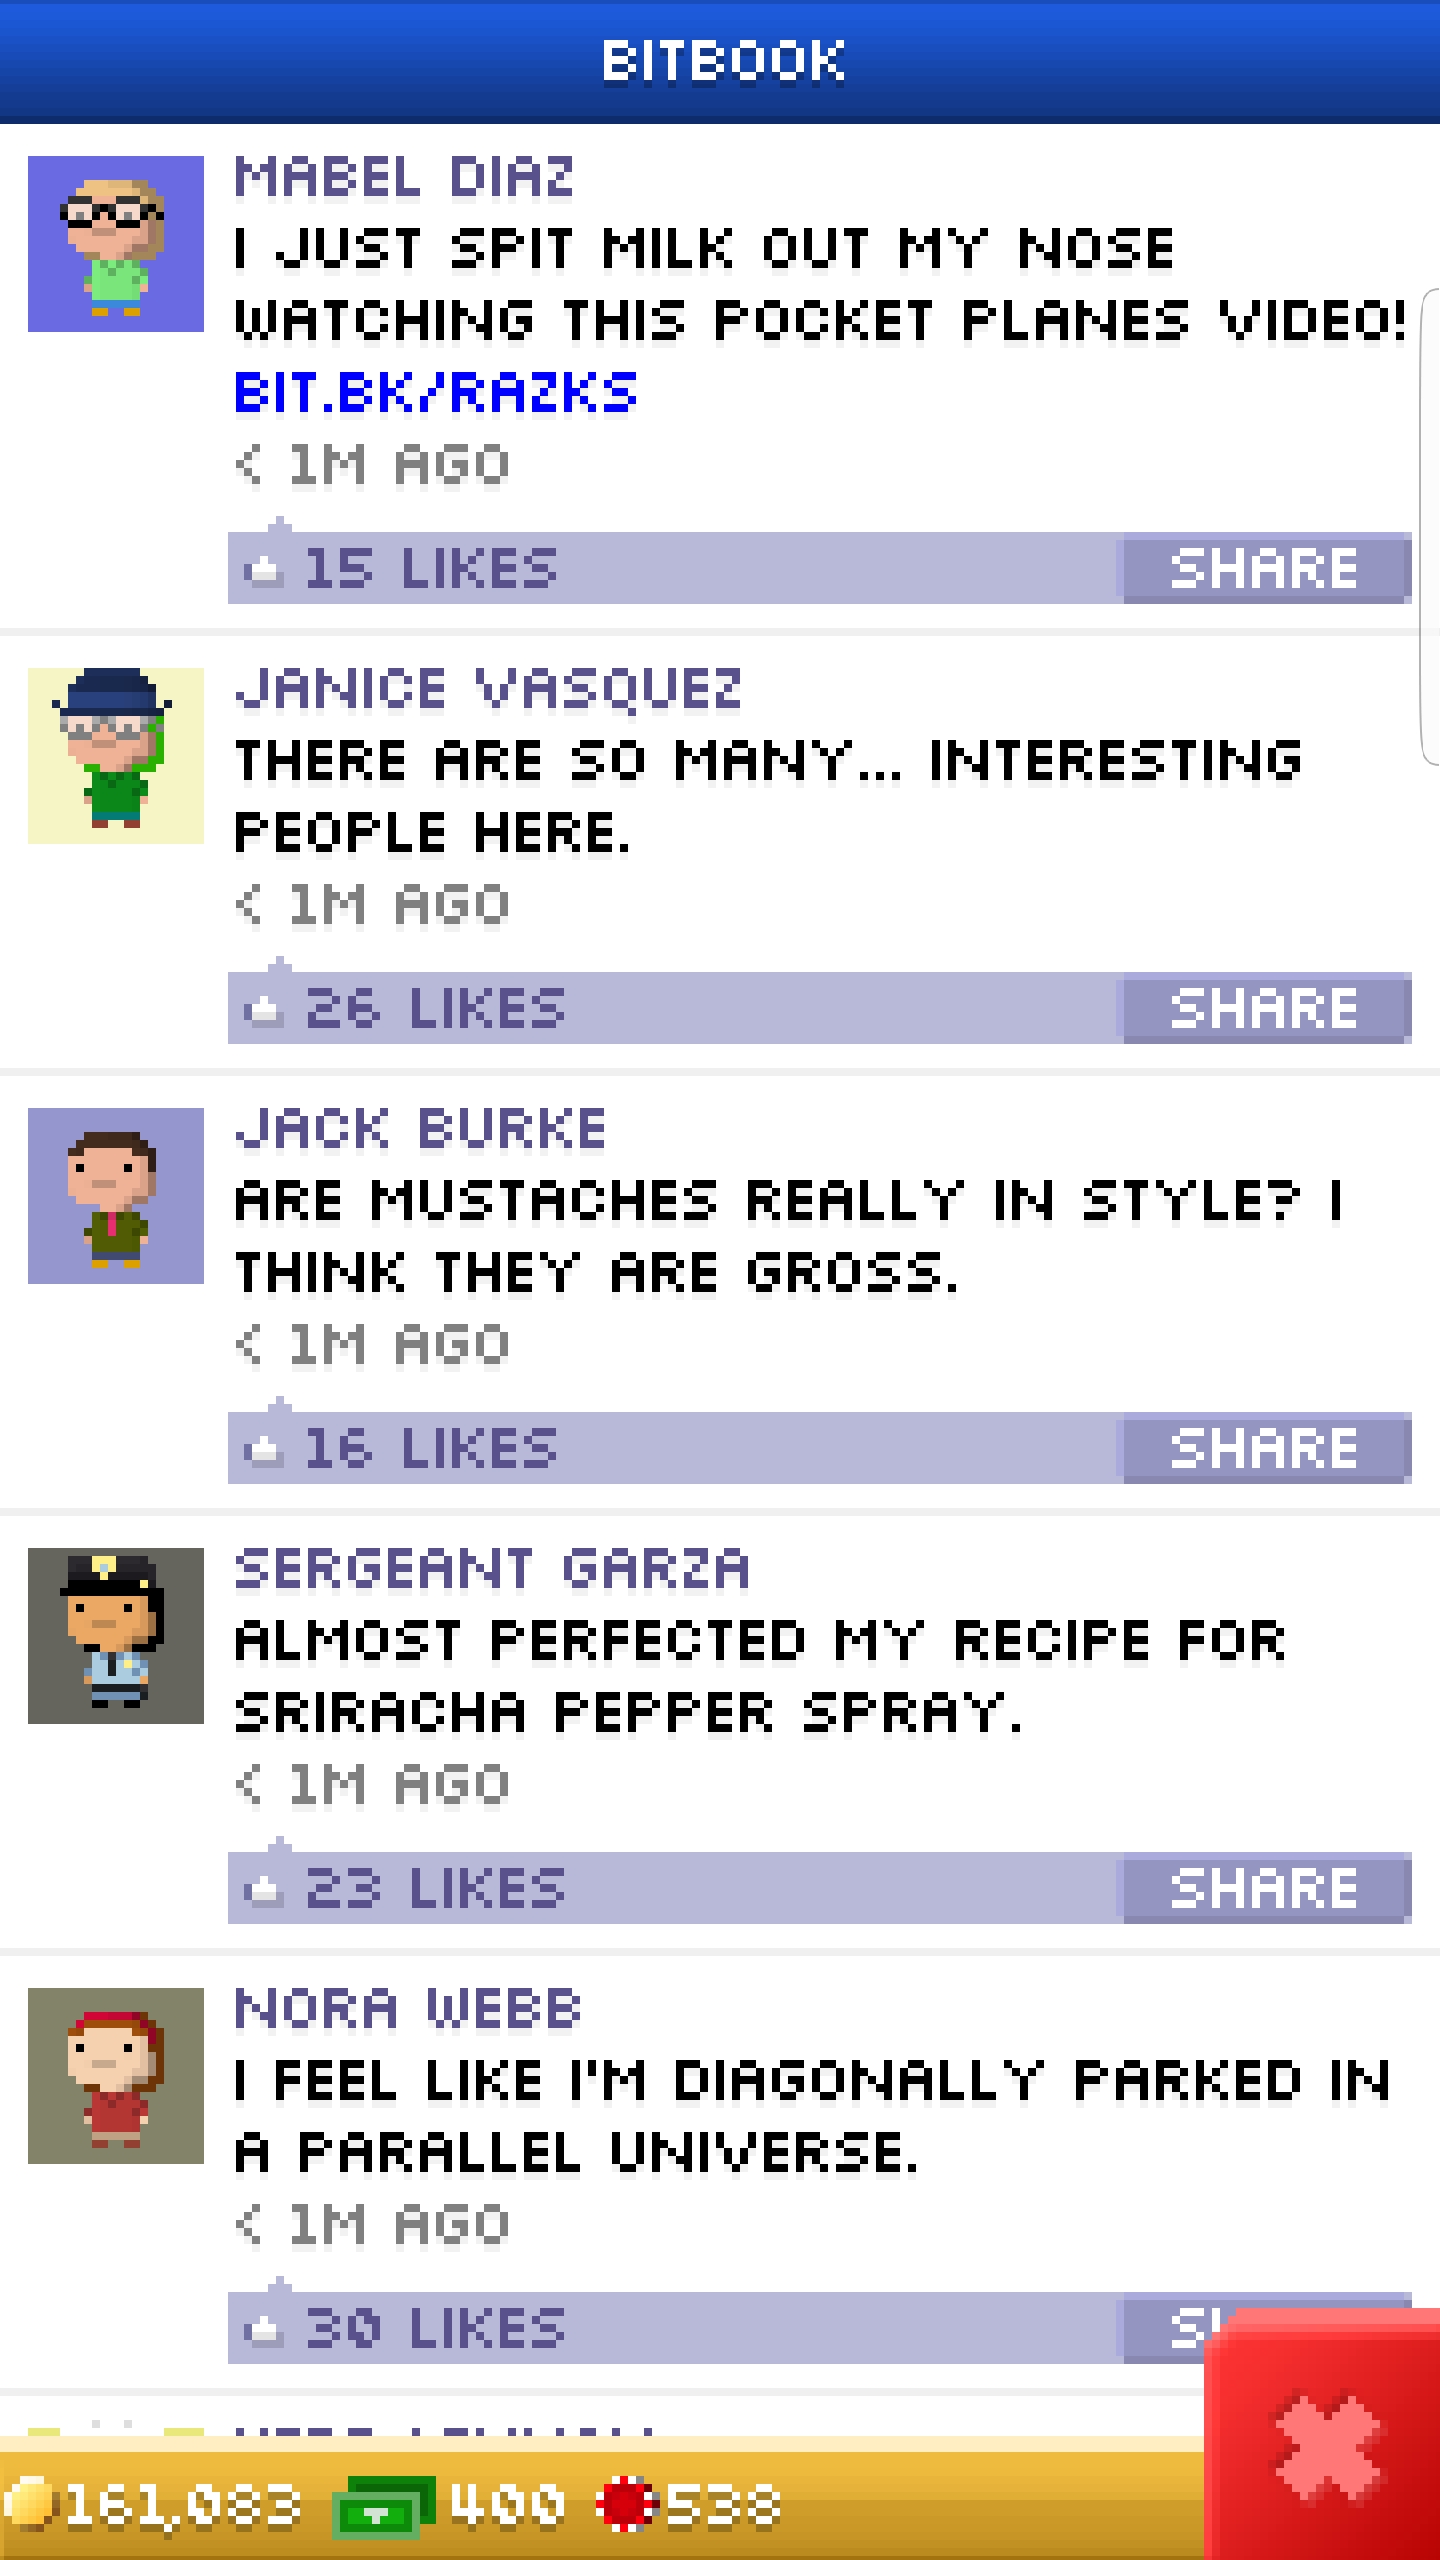 BITBOOK
MABEL DIAZ
I JUST SPIT MILK OUT MY NOSE
WATCHING THIS POCKET PLANES VIDEO!
BIT.BK/RAZKS
< 1M AGO
15 LIKES SHARE
JANICE VASQUEZ
THERE ARE SO MANY... INTERESTING
PEOPLE HERE.
< 1M AGO
26 LIKES SHARE
JACK BURKE
ARE MUSTACHES REALLY IN STYLE? I
THINK THEY ARE GROSS.
< 1M AGO
16 LIKES SHARE
SERGEANT GARZA
ALMOST PERFECTED MY RECIPE FOR
SRIRACHA PEPPER SPRAY.
< 1M AGO
23 LIKES SHARE
NORA WEBB
I FEEL LIKE I'M DIAGONALLY PARKED IN
A PARALLEL UNIVERSE.
< 1M AGO
30 LIKES
161,083 400 538